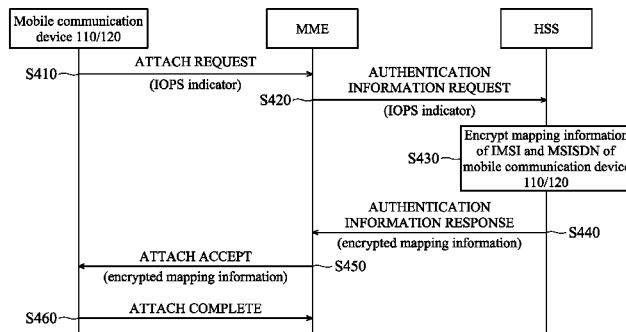 Mobile communication
device 110/120
MME
HSS
S410
ATTACH REQUEST
(IOPS indicator)
S420
AUTHENTICATION
INFORMATION REQUEST
(IOPS indicator)
S430
Encrypt mapping information
of IMSI and MSISDN of
mobile communication device
110/120
AUTHENTICATION
INFORMATION RESPONSE
(encrypted mapping information)
S440
ATTACH ACCEPT
(encrypted mapping information)
S450
S460
ATTACH COMPLETE